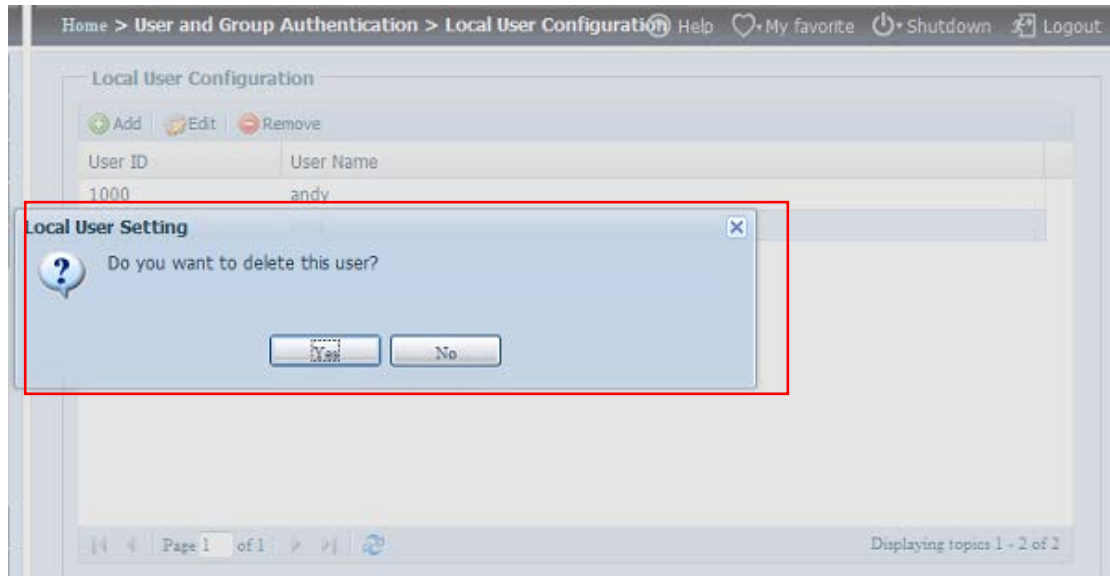 Home > User and Group Authentication > Local User Configuration Help My favorite Shutdown Logout
Local User Configuration
Add Edit Remove
User ID User Name
1000 andy
Local User Setting
Do you want to delete this user?
Yes No
Page 1 of 1 Displaying topics 1 - 2 of 2